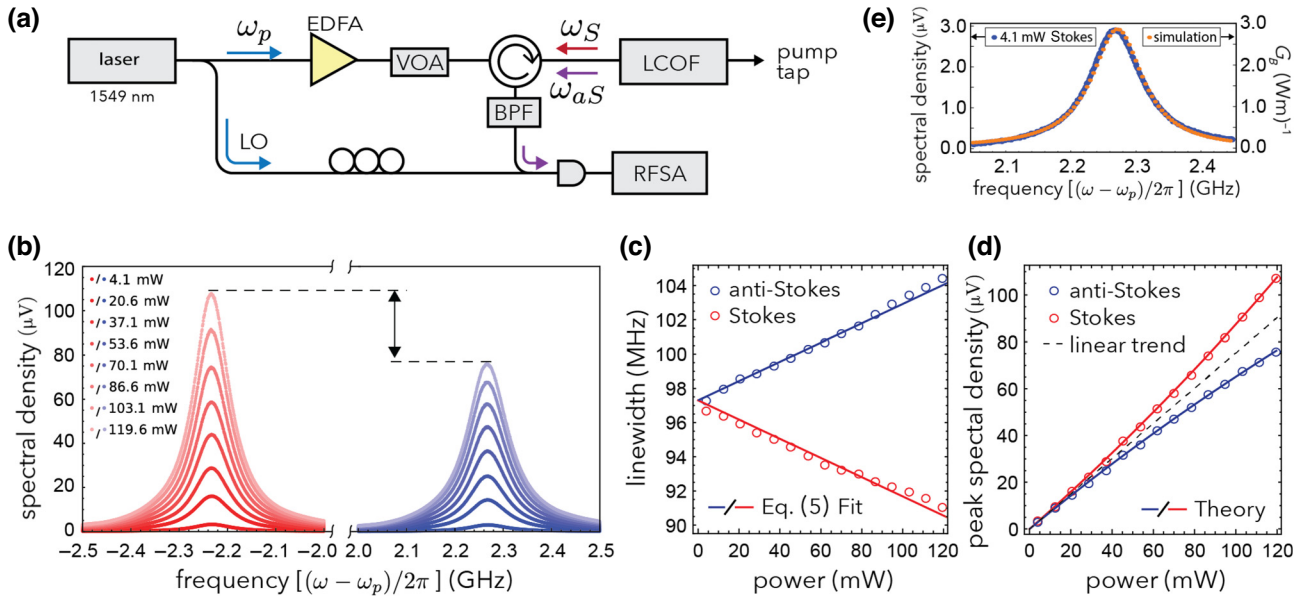 (a)
ω_p
EDFA
laser
1549 nm
VOA
ω_S
ω_aS
LCOF
pump
tap
BPF
LO
RFSA
(e)
spectral density (μV)
3.0
2.0
1.0
0.0
4.1 mW Stokes
simulation
3.0
2.0
1.0
0.0
G_B (Wm)⁻¹
2.1 2.2 2.3 2.4
frequency [(ω − ω_p)/2π] (GHz)
(b)
spectral density (μV)
120
100
80
60
40
20
0
/ 4.1 mW
/ 20.6 mW
/ 37.1 mW
/ 53.6 mW
/ 70.1 mW
/ 86.6 mW
/ 103.1 mW
/ 119.6 mW
−2.5 −2.4 −2.3 −2.2 −2.1 −2.0 2.0 2.1 2.2 2.3 2.4 2.5
frequency [(ω − ω_p)/2π] (GHz)
(c)
linewidth (MHz)
104
102
100
98
96
94
92
90
anti-Stokes
Stokes
/ Eq. (5) Fit
0 20 40 60 80 100 120
power (mW)
(d)
peak spectal density (μV)
100
80
60
40
20
0
anti-Stokes
Stokes
linear trend
/ Theory
0 20 40 60 80 100 120
power (mW)